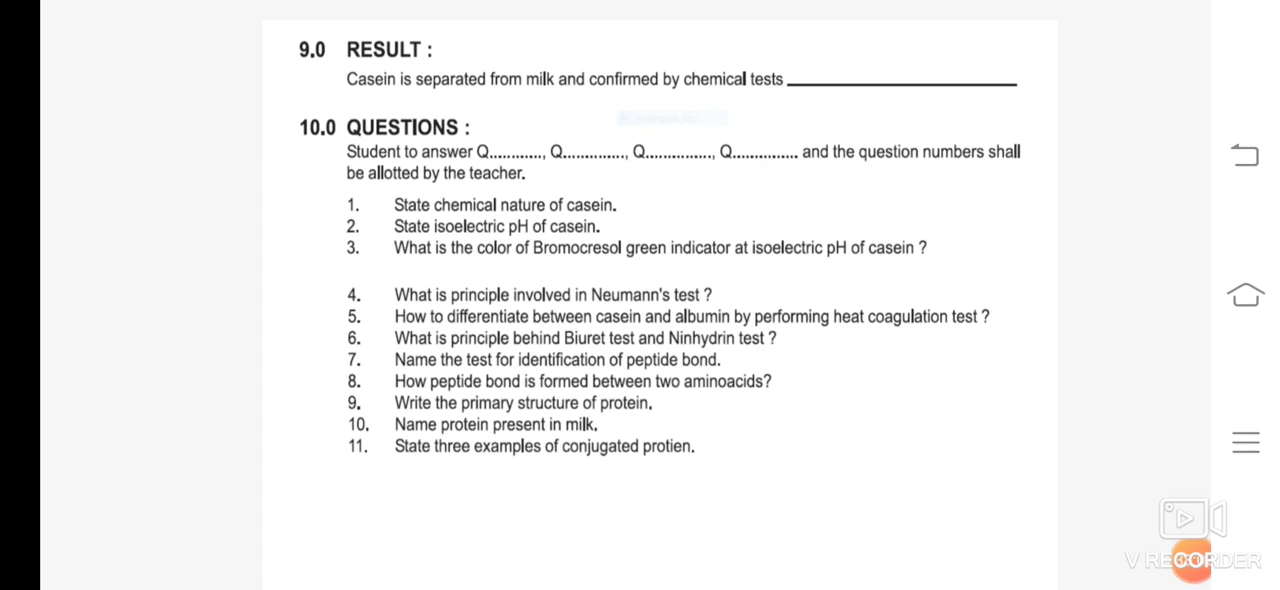 9.0 RESULT :
Casein is separated from milk and confirmed by chemical tests
10.0 QUESTIONS :
Student to answer Q............, Q.............., Q..............., Q............... and the question numbers shall
be allotted by the teacher.
1. State chemical nature of casein.
2. State isoelectric pH of casein.
3. What is the color of Bromocresol green indicator at isoelectric pH of casein ?
4. What is principle involved in Neumann's test ?
5. How to differentiate between casein and albumin by performing heat coagulation test ?
6. What is principle behind Biuret test and Ninhydrin test ?
7. Name the test for identification of peptide bond.
8. How peptide bond is formed between two aminoacids?
9. Write the primary structure of protein.
10. Name protein present in milk.
11. State three examples of conjugated protien.
V RECORDER